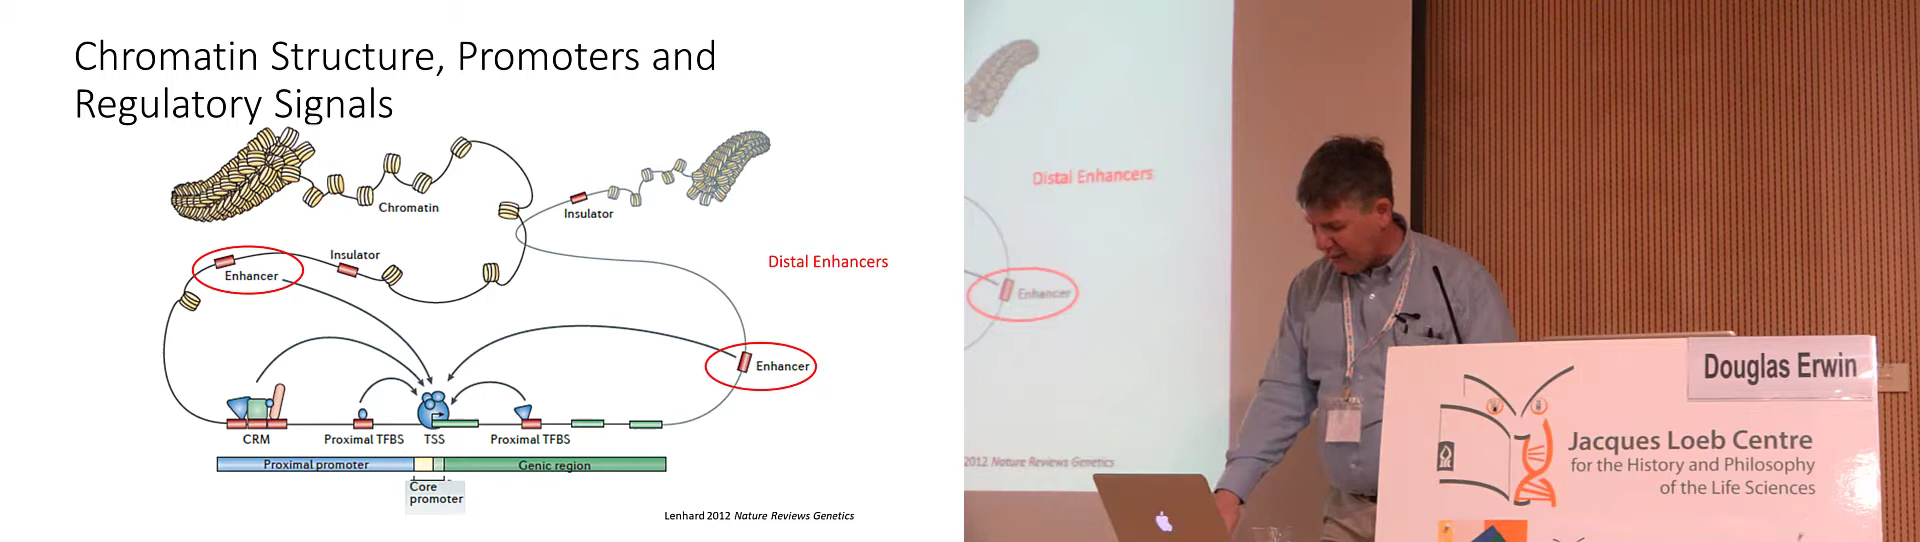 Chromatin Structure, Promoters and
Regulatory Signals
Chromatin
Insulator
Insulator
Enhancer
Distal Enhancers
Enhancer
CRM
Proximal TFBS
TSS
Proximal TFBS
Proximal promoter
Genic region
Core
promoter
Lenhard 2012 Nature Reviews Genetics
Distal Enhancers
Enhancer
2012 Nature Reviews Genetics
Douglas Erwin
Jacques Loeb Centre
for the History and Philosophy
of the Life Sciences